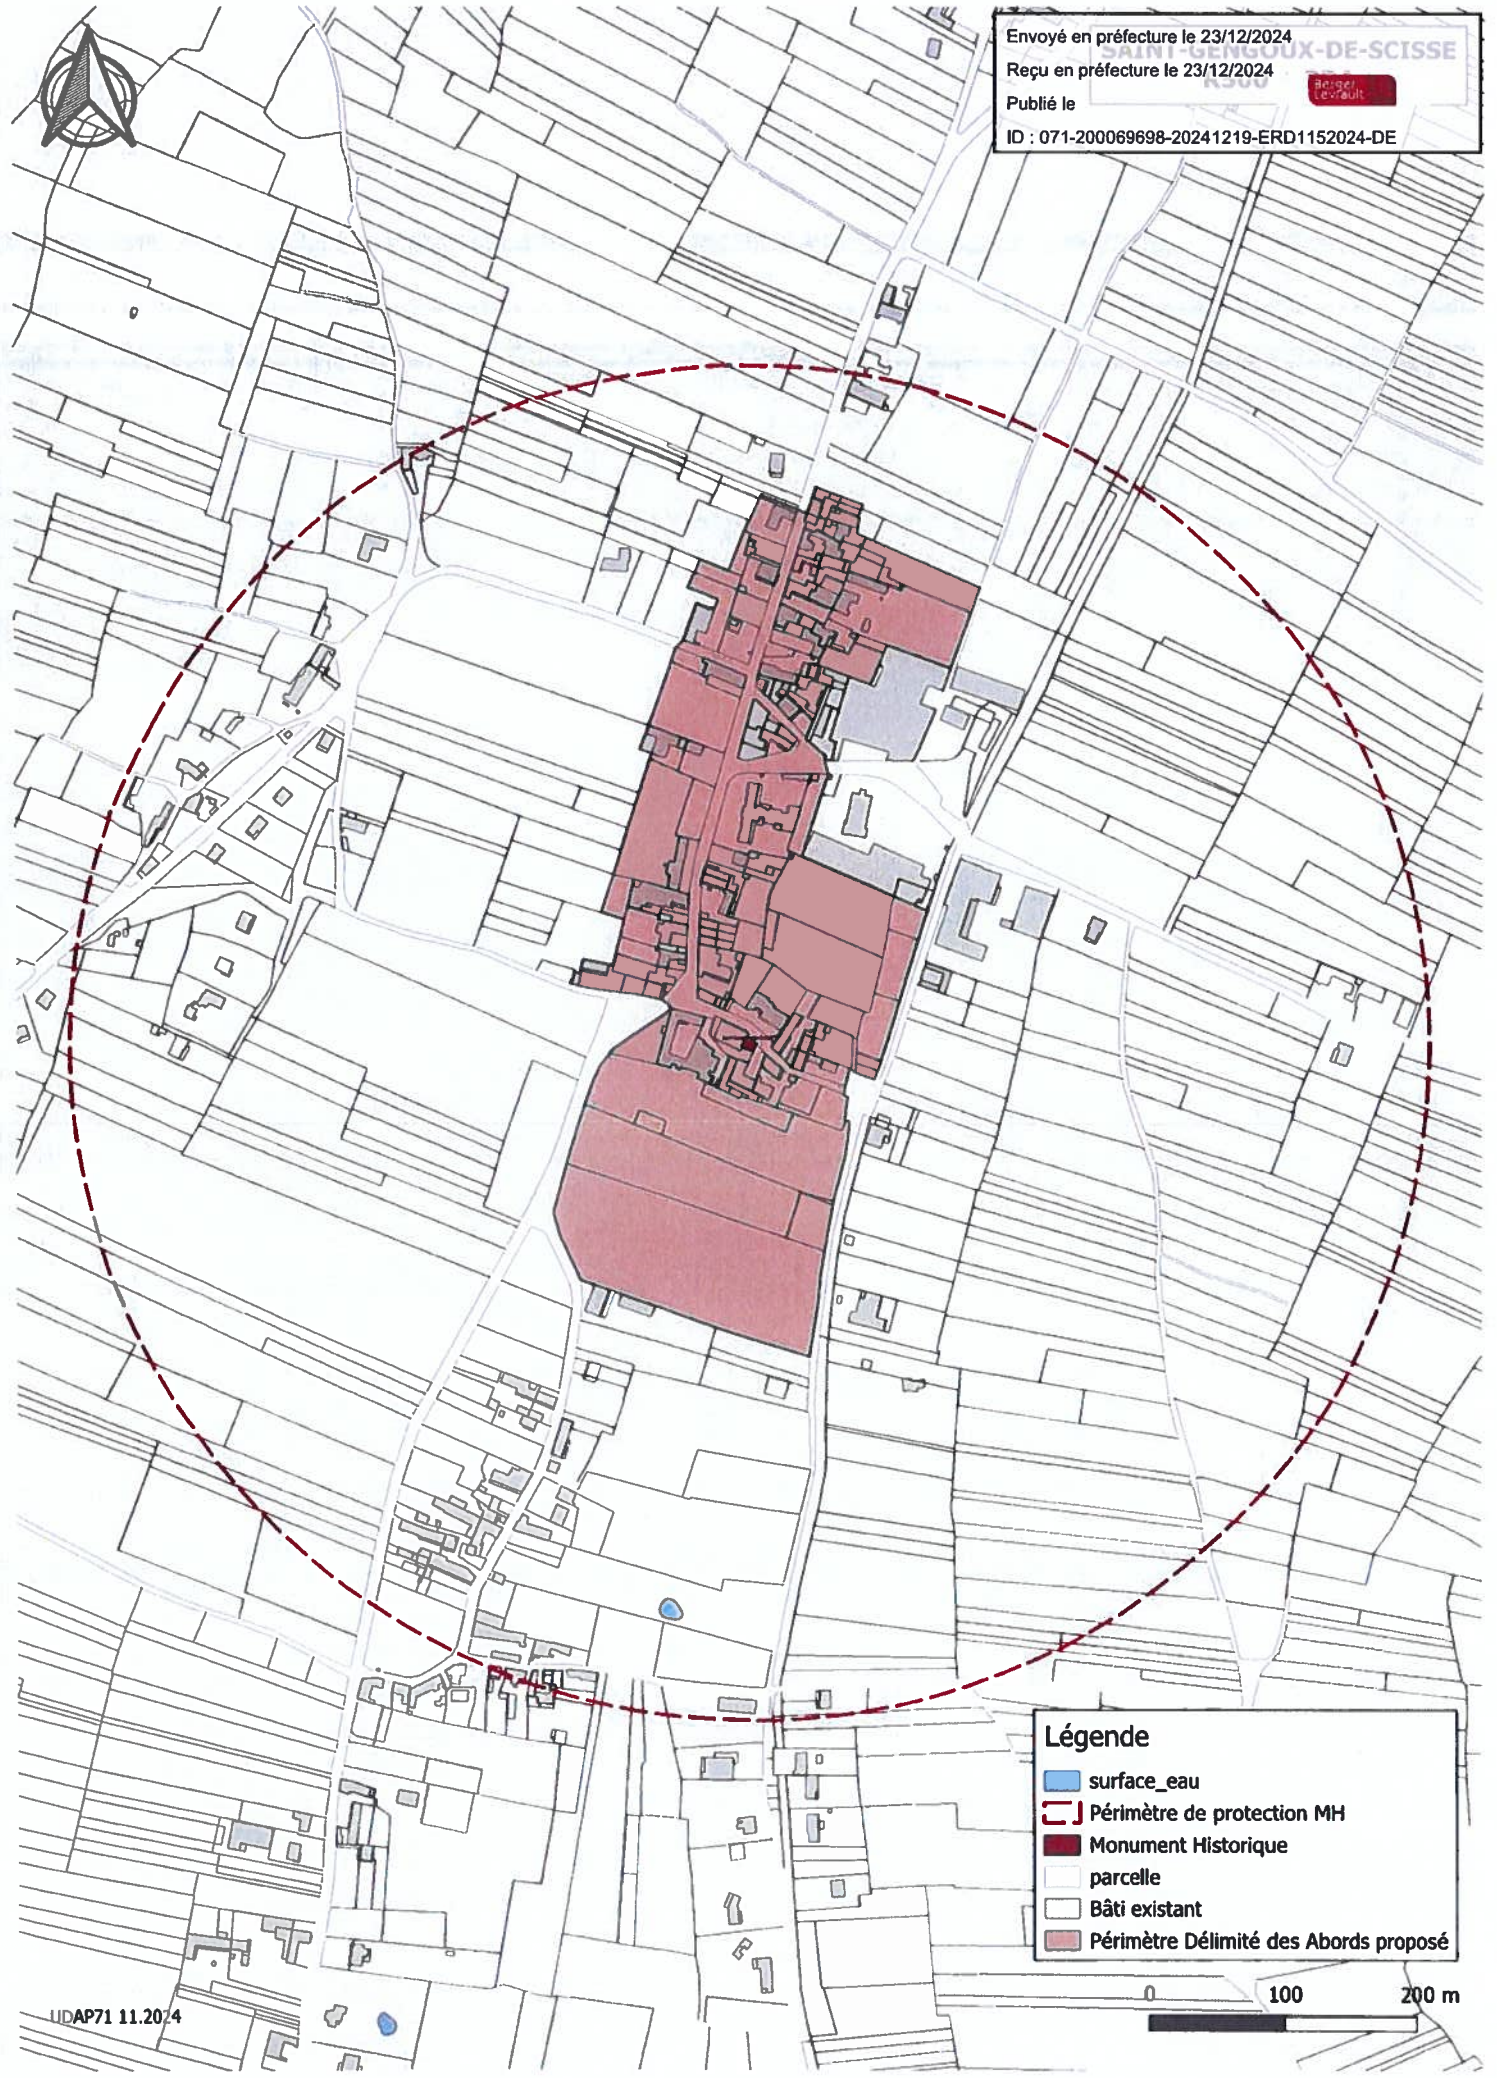 Envoyé en préfecture le 23/12/2024
SAINT-GENGOUX-DE-SCISSE
Reçu en préfecture le 23/12/2024
Berger
Levrault
Publié le
ID : 071-200069698-20241219-ERD1152024-DE
Légende
surface_eau
Périmètre de protection MH
Monument Historique
parcelle
Bâti existant
Périmètre Délimité des Abords proposé
0 100 200 m
UDAP71 11.2024